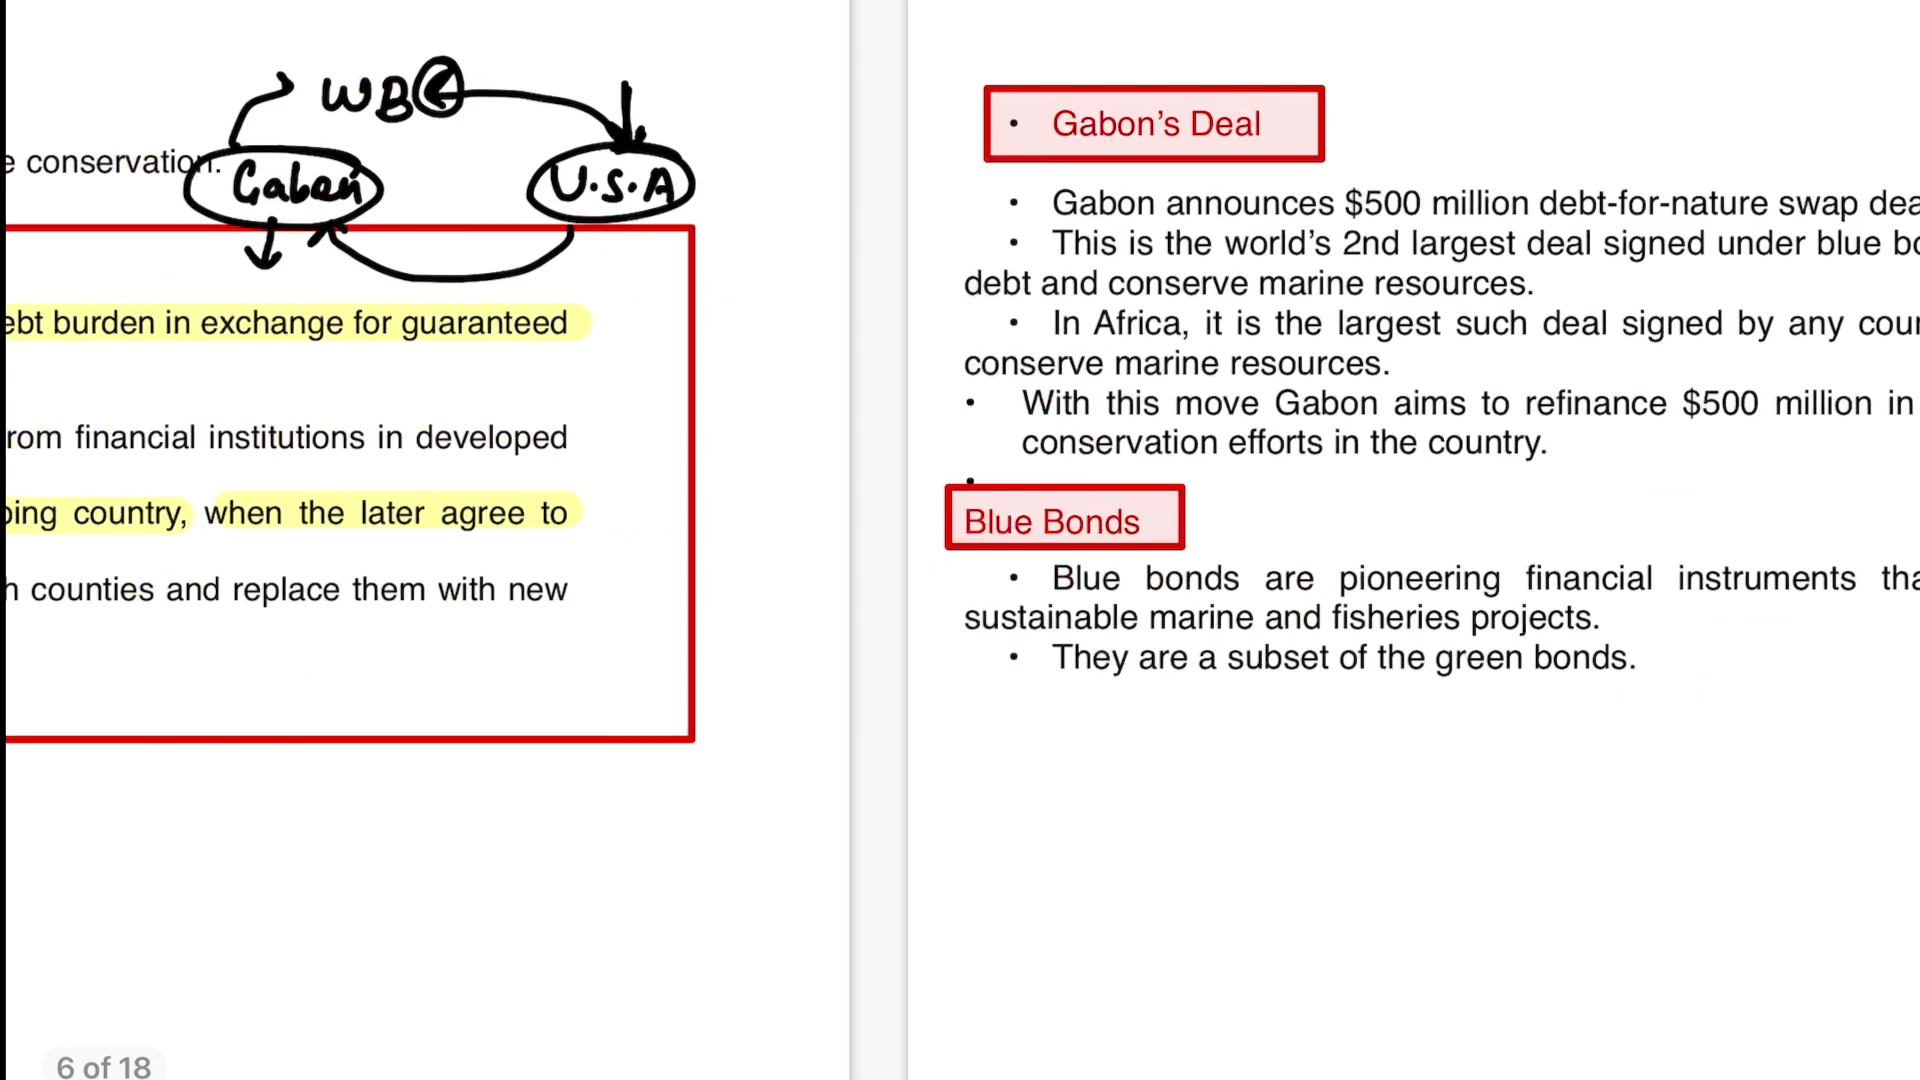 WB
e conservation.
Gabon
U.S.A
ebt burden in exchange for guaranteed
rom financial institutions in developed
ping country, when the later agree to
h counties and replace them with new
6 of 18
• Gabon’s Deal
• Gabon announces $500 million debt-for-nature swap dea
• This is the world’s 2nd largest deal signed under blue bo
debt and conserve marine resources.
• In Africa, it is the largest such deal signed by any cour
conserve marine resources.
• With this move Gabon aims to refinance $500 million in
conservation efforts in the country.
•
Blue Bonds
• Blue bonds are pioneering financial instruments tha
sustainable marine and fisheries projects.
• They are a subset of the green bonds.